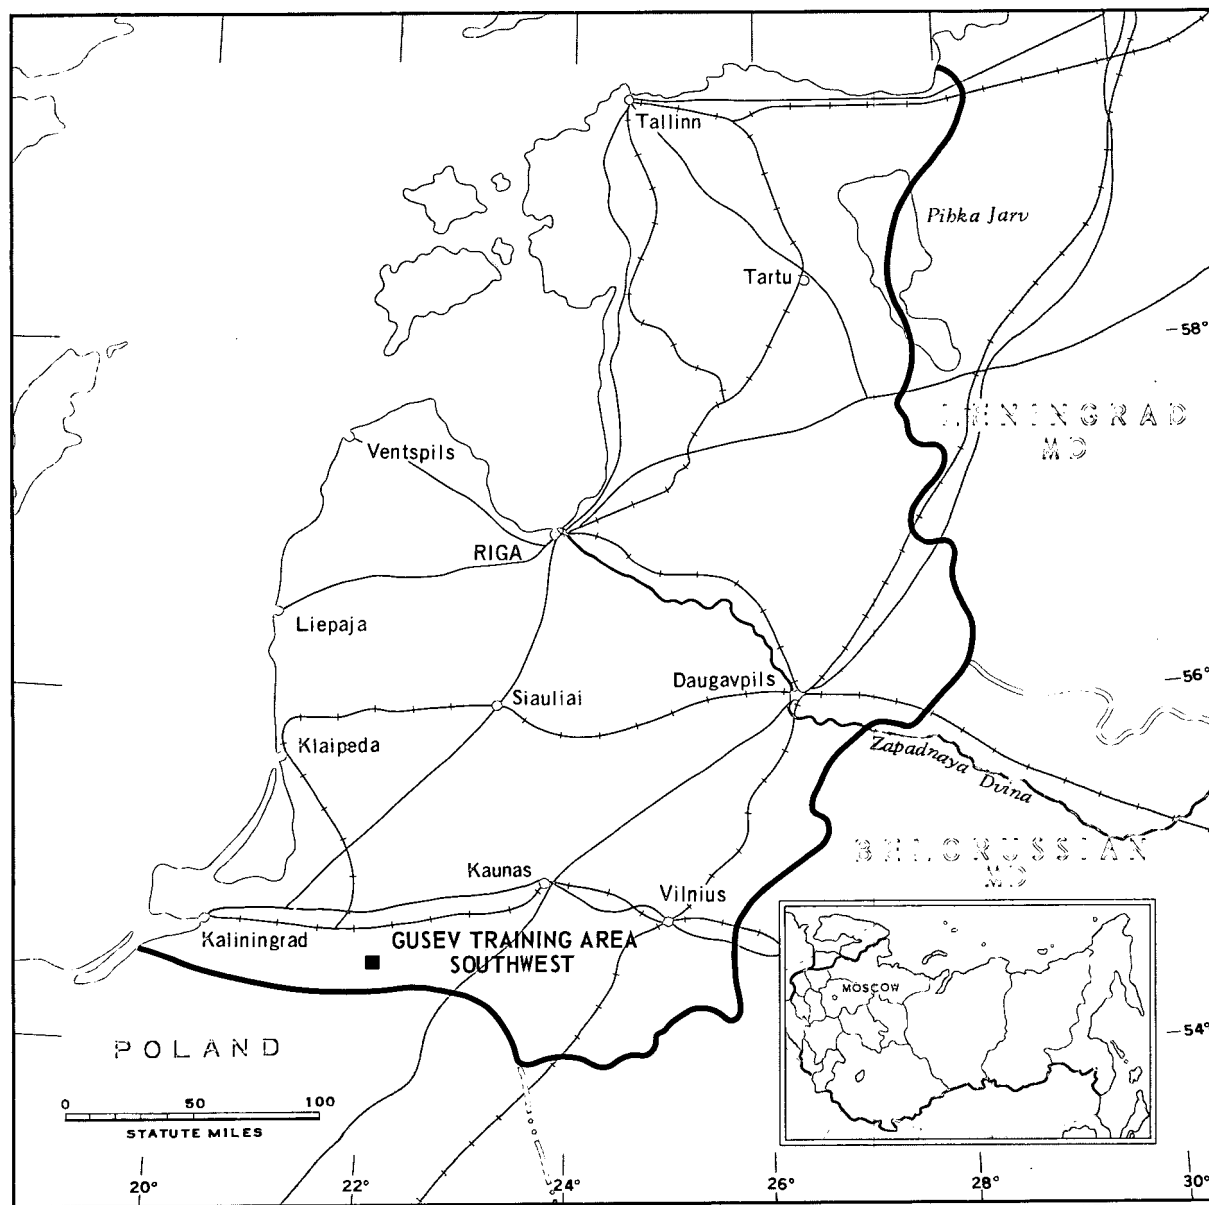 Tallinn
Pihka Jarv
Tartu
58°
LENINGRAD
MD
Ventspils
RIGA
Liepaja
56°
Daugavpils
Siauliai
Klaipeda
Zapadnaya Dvina
BELORUSSIAN
MD
Kaunas
Vilnius
Kaliningrad
GUSEV TRAINING AREA
SOUTHWEST
MOSCOW
54°
POLAND
0 50 100
STATUTE MILES
20° 22° 24° 26° 28° 30°